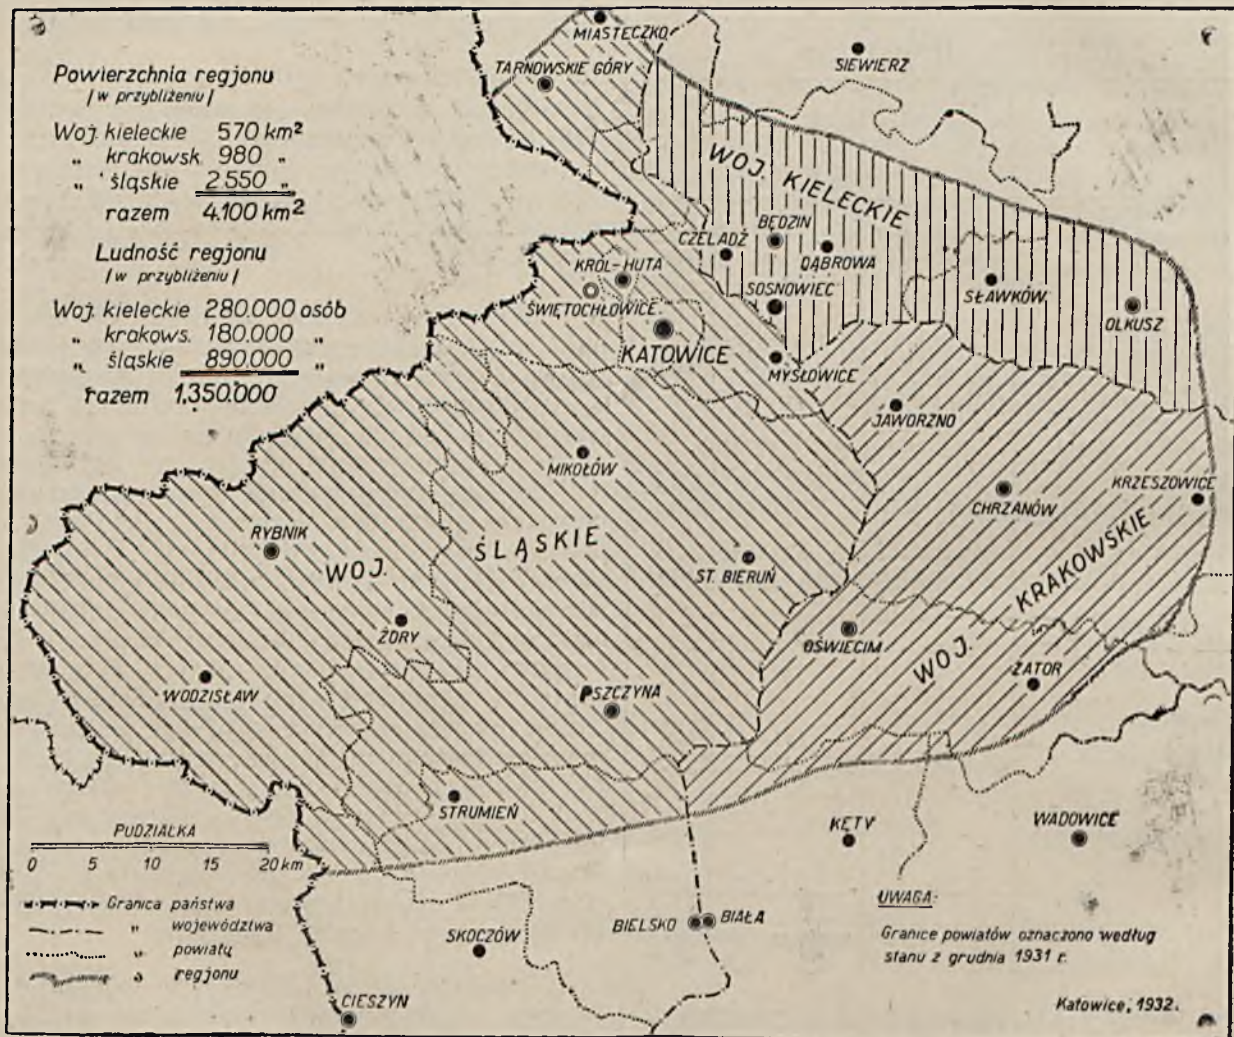 Powierzchnia regjonu
/w przybliżeniu/
Woj. kieleckie 570 km²
„ krakowsk. 980 „
„ śląskie 2.550 „
razem 4.100 km²
Ludność regjonu
/w przybliżeniu/
Woj. kieleckie 280.000 osób
„ krakows. 180.000 „
„ śląskie 890.000 „
razem 1.350.000
MIASTECZKO
TARNOWSKIE GÓRY
SIEWIERZ
WOJ. KIELECKIE
CZELADŹ
BĘDZIN
DĄBROWA
KRÓL-HUTA
ŚWIĘTOCHŁOWICE
SOSNOWIEC
SŁAWKÓW
OLKUSZ
KATOWICE
MYSŁOWICE
JAWORZNO
MIKOŁÓW
CHRZANÓW
KRZESZOWICE
RYBNIK
WOJ. ŚLĄSKIE
ST. BIERUŃ
WOJ. KRAKOWSKIE
ŻORY
OŚWIĘCIM
ZATOR
WODZISŁAW
PSZCZYNA
STRUMIEŃ
KĘTY
WADOWICE
PODZIAŁKA
0 5 10 15 20 km
Granica państwa
„ województwa
„ powiatu
„ regjonu
SKOCZÓW
BIELSKO
BIAŁA
CIESZYN
UWAGA:
Granice powiatów oznaczono według
stanu z grudnia 1931 r.
Katowice, 1932.